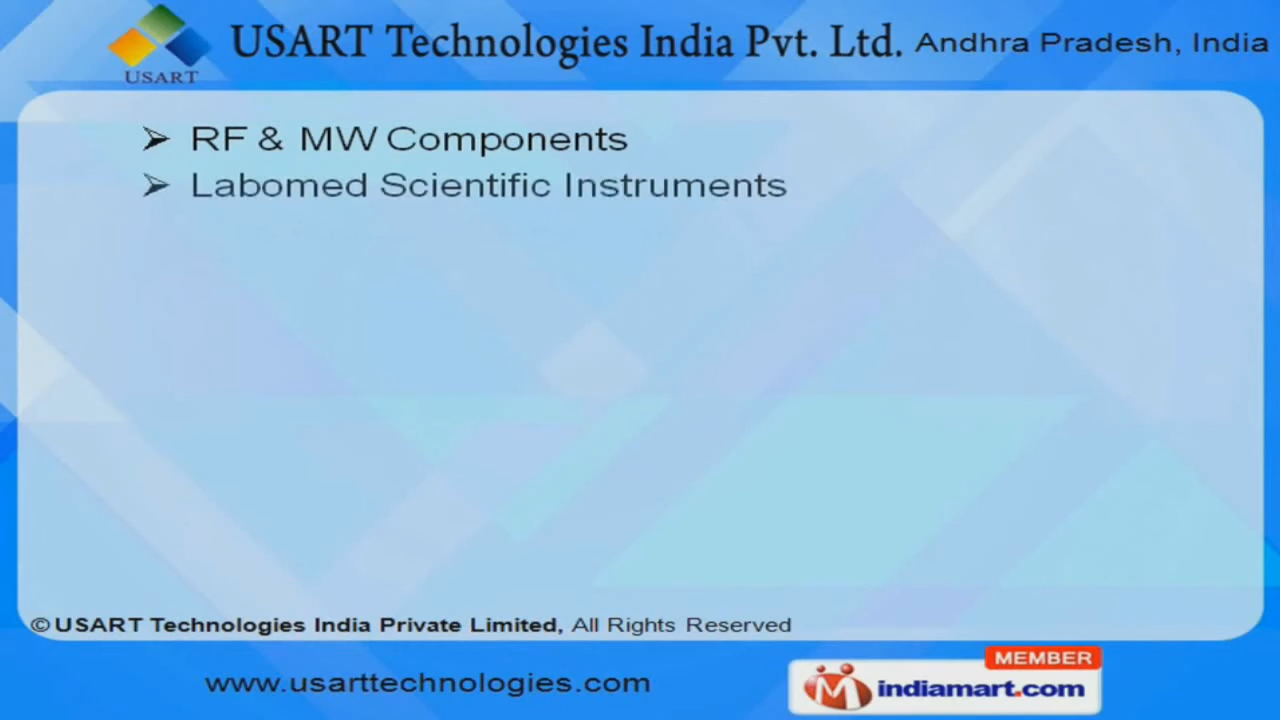 USART
USART Technologies India Pvt. Ltd. Andhra Pradesh, India
➢ RF & MW Components
➢ Labomed Scientific Instruments
© USART Technologies India Private Limited, All Rights Reserved
www.usarttechnologies.com
MEMBER
indiamart.com